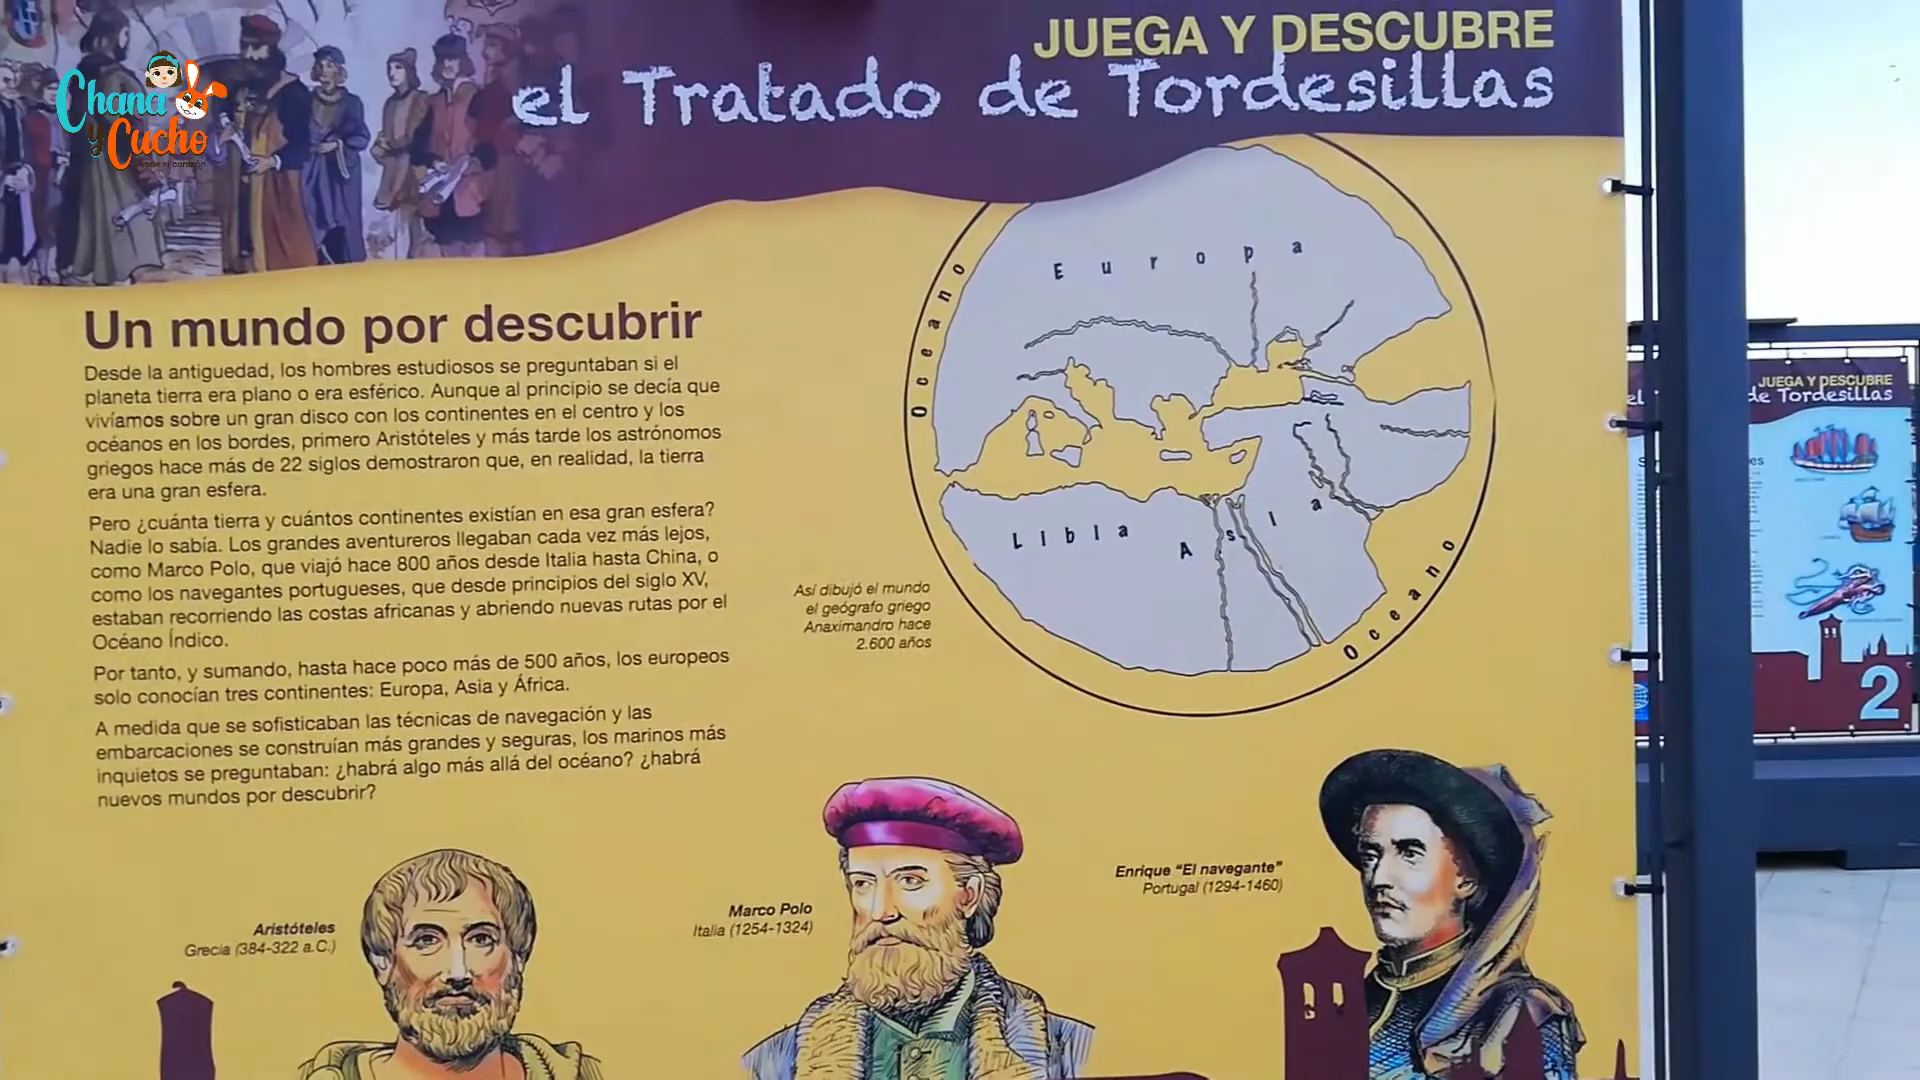 Chana
y
Cucho
desde el corazón
JUEGA Y DESCUBRE
el Tratado de Tordesillas
Un mundo por descubrir
Desde la antiguedad, los hombres estudiosos se preguntaban si el
planeta tierra era plano o era esférico. Aunque al principio se decía que
vivíamos sobre un gran disco con los continentes en el centro y los
océanos en los bordes, primero Aristóteles y más tarde los astrónomos
griegos hace más de 22 siglos demostraron que, en realidad, la tierra
era una gran esfera.
Pero ¿cuánta tierra y cuántos continentes existían en esa gran esfera?
Nadie lo sabía. Los grandes aventureros llegaban cada vez más lejos,
como Marco Polo, que viajó hace 800 años desde Italia hasta China, o
como los navegantes portugueses, que desde principios del siglo XV,
estaban recorriendo las costas africanas y abriendo nuevas rutas por el
Océano Índico.
Por tanto, y sumando, hasta hace poco más de 500 años, los europeos
solo conocían tres continentes: Europa, Asia y África.
A medida que se sofisticaban las técnicas de navegación y las
embarcaciones se construían más grandes y seguras, los marinos más
inquietos se preguntaban: ¿habrá algo más allá del océano? ¿habrá
nuevos mundos por descubrir?
Oceano
Europa
Libia
Asia
Oceano
Así dibujó el mundo
el geógrafo griego
Anaximandro hace
2.600 años
Aristóteles
Grecia (384-322 a.C.)
Marco Polo
Italia (1254-1324)
Enrique “El navegante”
Portugal (1294-1460)
JUEGA Y DESCUBRE
el de Tordesillas
2